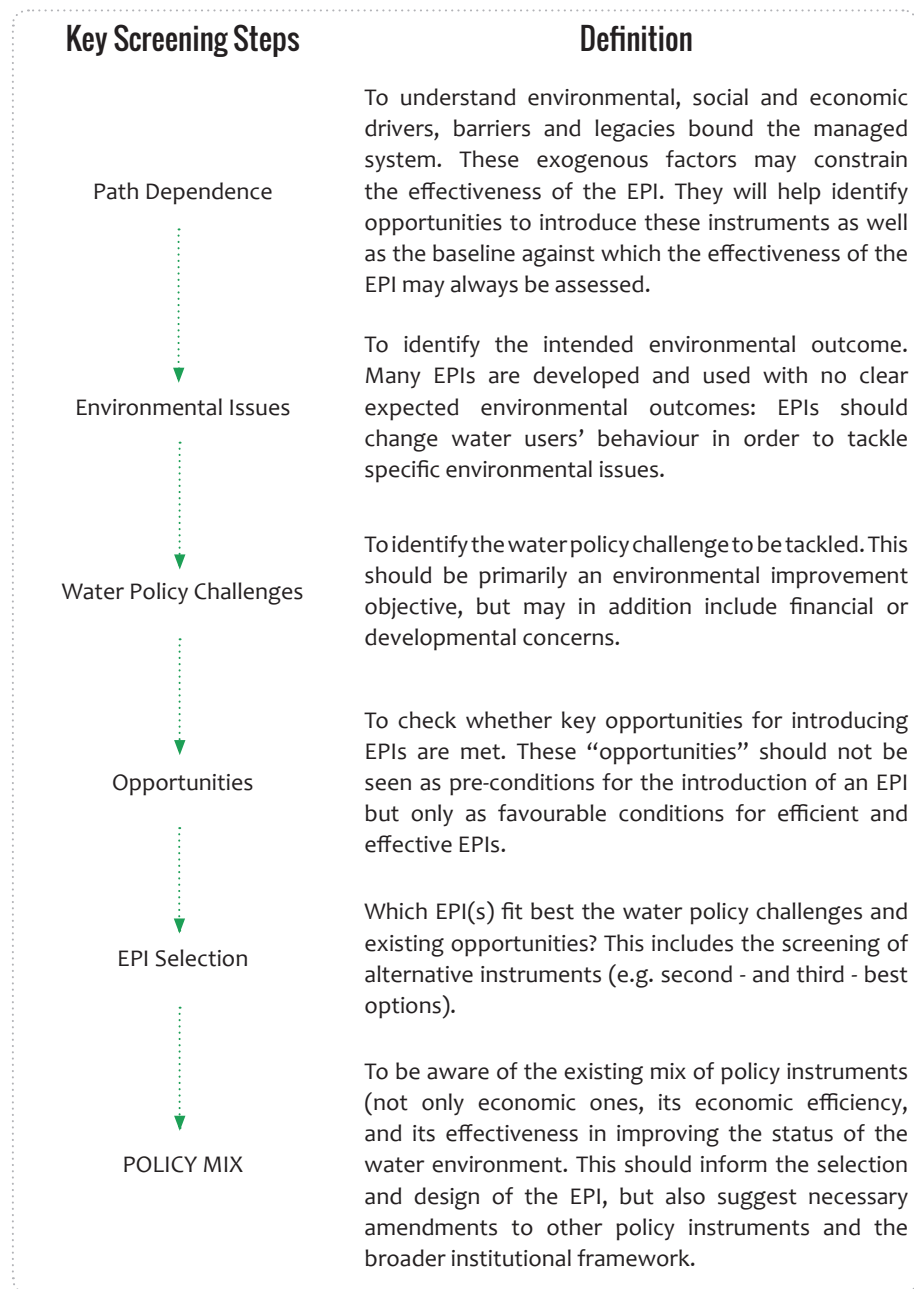 Key Screening Steps
Definition
Path Dependence
To understand environmental, social and economic
drivers, barriers and legacies bound the managed
system. These exogenous factors may constrain
the effectiveness of the EPI. They will help identify
opportunities to introduce these instruments as well
as the baseline against which the effectiveness of the
EPI may always be assessed.
Environmental Issues
To identify the intended environmental outcome.
Many EPIs are developed and used with no clear
expected environmental outcomes: EPIs should
change water users’ behaviour in order to tackle
specific environmental issues.
Water Policy Challenges
To identify the water policy challenge to be tackled. This
should be primarily an environmental improvement
objective, but may in addition include financial or
developmental concerns.
Opportunities
To check whether key opportunities for introducing
EPIs are met. These “opportunities” should not be
seen as pre-conditions for the introduction of an EPI
but only as favourable conditions for efficient and
effective EPIs.
EPI Selection
Which EPI(s) fit best the water policy challenges and
existing opportunities? This includes the screening of
alternative instruments (e.g. second - and third - best
options).
POLICY MIX
To be aware of the existing mix of policy instruments
(not only economic ones, its economic efficiency,
and its effectiveness in improving the status of the
water environment. This should inform the selection
and design of the EPI, but also suggest necessary
amendments to other policy instruments and the
broader institutional framework.